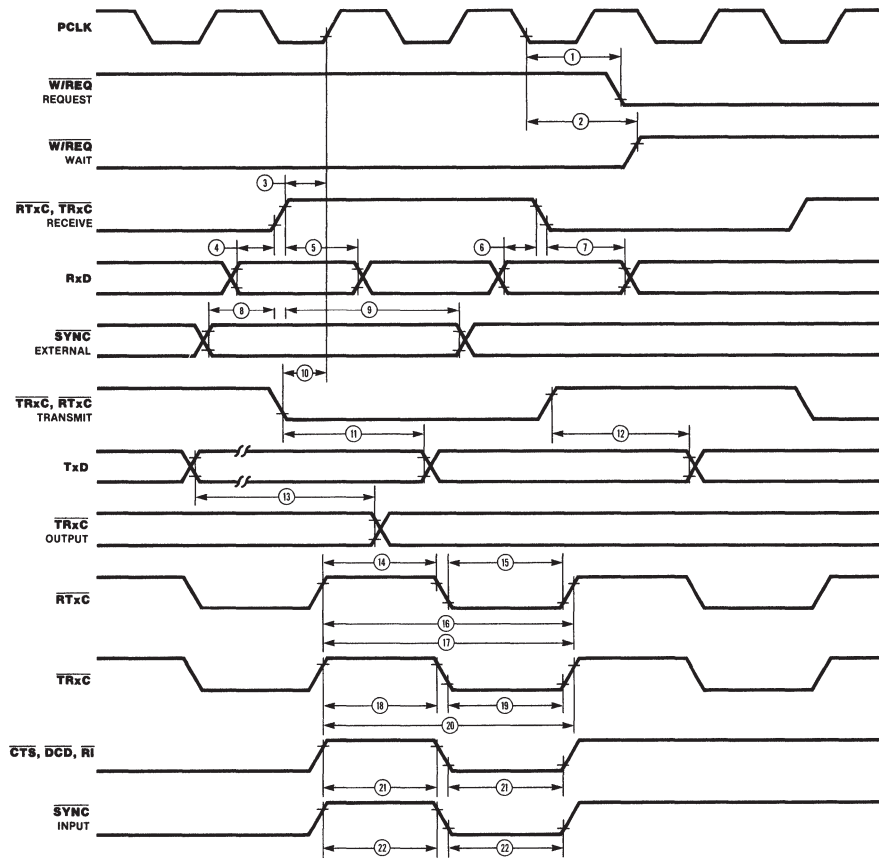 PCLK
1
W/REQ
REQUEST
2
W/REQ
WAIT
3
RTxC, TRxC
RECEIVE
4 5 6 7
RxD
8 9
SYNC
EXTERNAL
10
TRxC, RTxC
TRANSMIT
11 12
TxD
13
TRxC
OUTPUT
14 15
RTxC
16
17
TRxC
18 19
20
CTS, DCD, RI
21 21
SYNC
INPUT
22 22